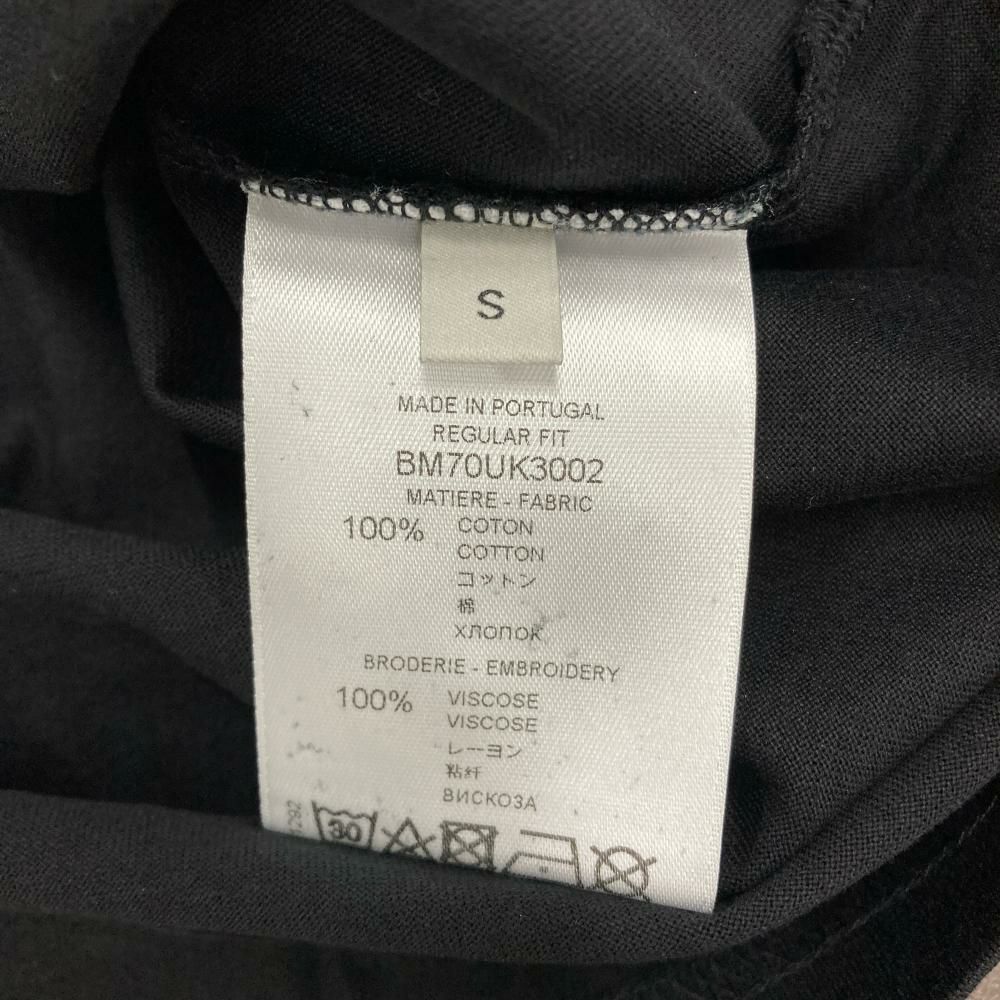 S
MADE IN PORTUGAL
REGULAR FIT
BM70UK3002
MATIERE - FABRIC
100% COTON
COTTON
コットン
棉
ХЛОПОК
BRODERIE - EMBROIDERY
100% VISCOSE
VISCOSE
レーヨン
粘纤
ВИСКОЗА
30